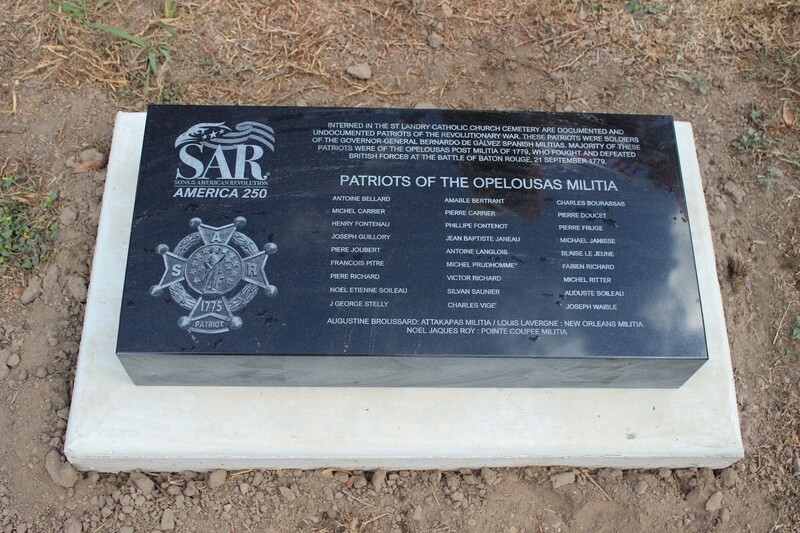 INTERNED IN THE ST LANDRY CATHOLIC CHURCH CEMETERY ARE DOCUMENTED AND
UNDOCUMENTED PATRIOTS OF THE REVOLUTIONARY WAR. THESE PATRIOTS WERE SOLDIERS
OF THE GOVERNOR-GENERAL BERNARDO DE GÁLVEZ SPANISH MILITIAS. MAJORITY OF THESE
PATRIOTS WERE OF THE OPELOUSAS POST MILITIA OF 1779, WHO FOUGHT AND DEFEATED
BRITISH FORCES AT THE BATTLE OF BATON ROUGE, 21 SEPTEMBER 1779.
SAR®
SONS OF THE AMERICAN REVOLUTION
AMERICA 250
PATRIOTS OF THE OPELOUSAS MILITIA
ANTOINE BELLARD
MICHEL CARRIER
HENRY FONTENAU
JOSEPH GUILLORY
PIERE JOUBERT
FRANCOIS PITRE
PIERE RICHARD
NOEL ETIENNE SOILEAU
J GEORGE STELLY
AMABLE BERTRANT
PIERRE CARRIER
PHILLIPE FONTENOT
JEAN BAPTISTE JANEAU
ANTOINE LANGLOIS
MICHEL PRUDHOMME"
VICTOR RICHARD
SILVAN SAUNIER
CHARLES VIGE'
CHARLES BOURASSAS
PIERRE DOUCET
PIERRE FRUGE
MICHAEL JANISSE
BLAISE LE JEUNE
FABIEN RICHARD
MICHEL RITTER
AUDUSTE SOILEAU
JOSEPH WAIBLE
AUGUSTINE BROUSSARD: ATTAKAPAS MILITIA / LOUIS LAVERGNE : NEW ORLEANS MILITIA
NOEL JAQUES ROY : POINTE COUPEE MILITIA
A
S R
1775
PATRIOT